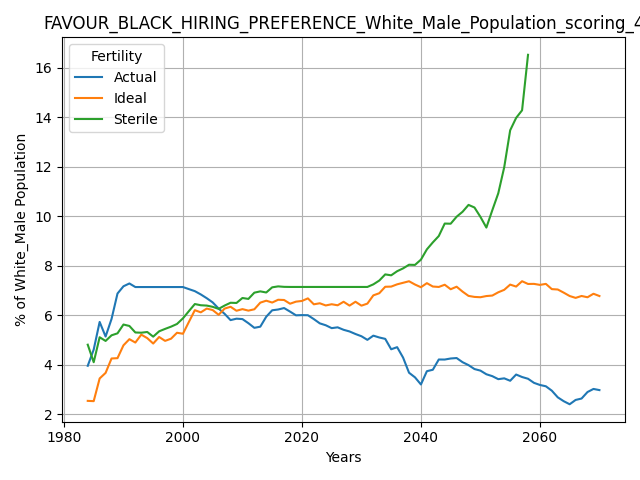 FAVOUR_BLACK_HIRING_PREFERENCE_White_Male_Population_scoring_4
Fertility
Actual
Ideal
Sterile
% of White_Male Population
16
14
12
10
8
6
4
2
1980
2000
2020
2040
2060
Years